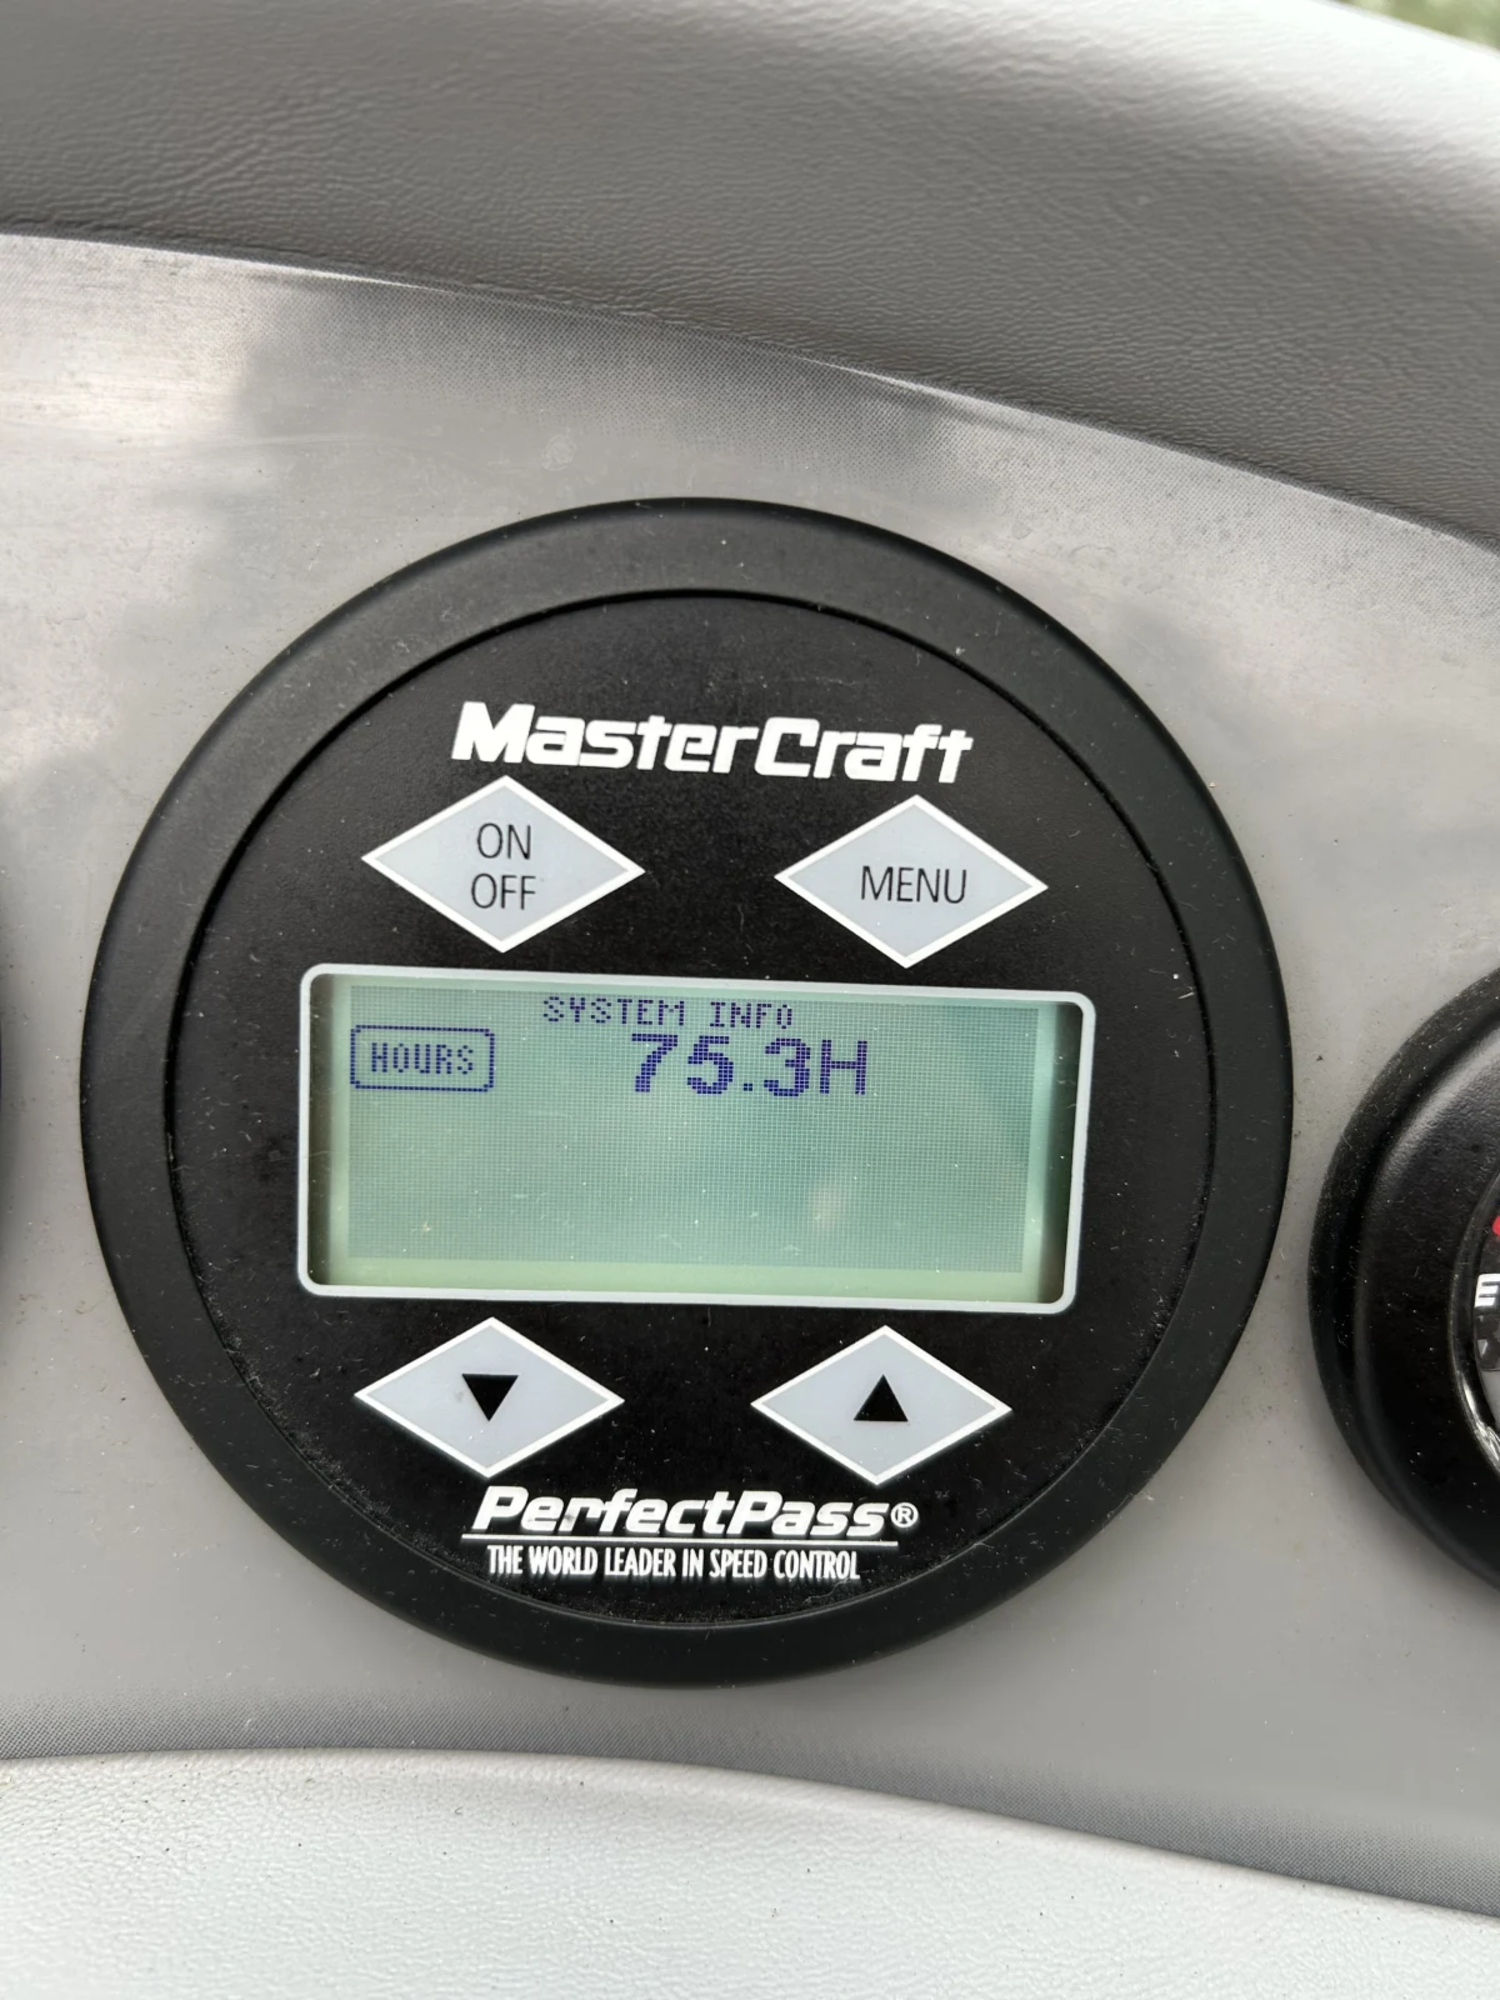 MasterCraft
ON
OFF
MENU
SYSTEM INFO
HOURS 75.3H
PerfectPass®
THE WORLD LEADER IN SPEED CONTROL
E